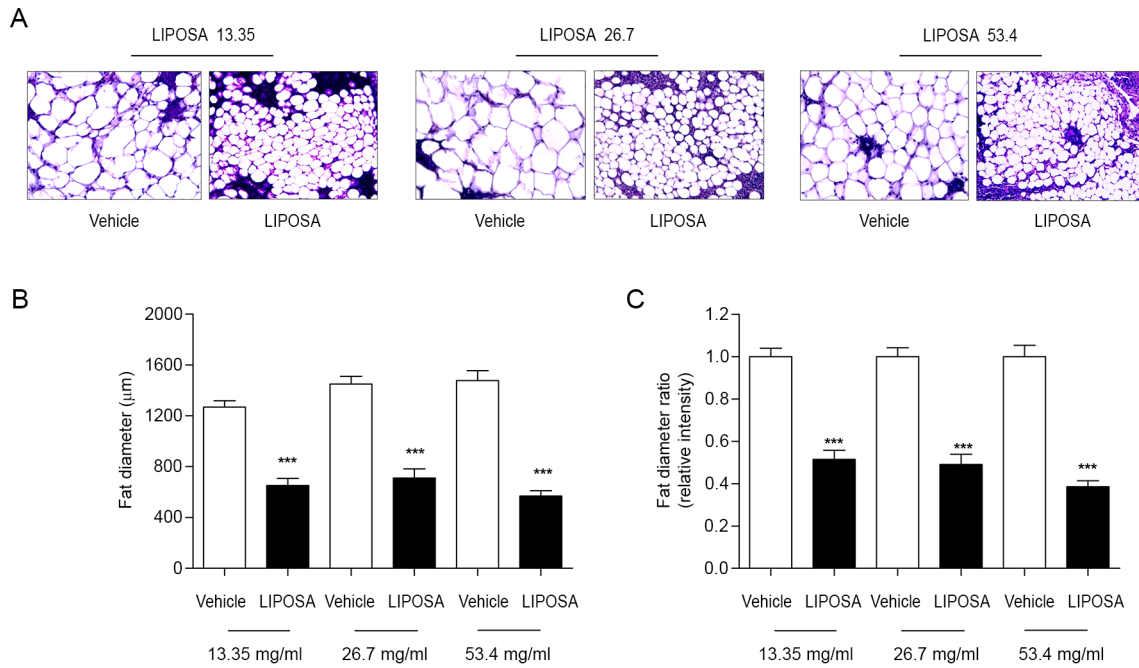 A
LIPOSA 13.35
LIPOSA 26.7
LIPOSA 53.4
Vehicle
LIPOSA
Vehicle
LIPOSA
Vehicle
LIPOSA
B
Fat diameter (μm)
2000
1600
1200
800
400
0
***
***
***
Vehicle LIPOSA Vehicle LIPOSA Vehicle LIPOSA
13.35 mg/ml 26.7 mg/ml 53.4 mg/ml
C
Fat diameter ratio
(relative intensity)
1.2
1.0
0.8
0.6
0.4
0.2
0.0
***
***
***
Vehicle LIPOSA Vehicle LIPOSA Vehicle LIPOSA
13.35 mg/ml 26.7 mg/ml 53.4 mg/ml